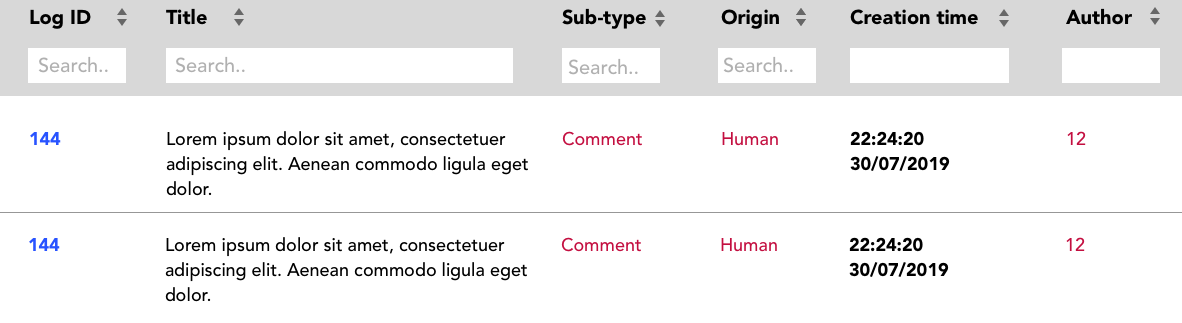 Log ID Title Sub-type Origin Creation time Author
Search.. Search.. Search.. Search..
144 Lorem ipsum dolor sit amet, consectetuer Comment Human 22:24:20 12
adipiscing elit. Aenean commodo ligula eget 30/07/2019
dolor.
144 Lorem ipsum dolor sit amet, consectetuer Comment Human 22:24:20 12
adipiscing elit. Aenean commodo ligula eget 30/07/2019
dolor.